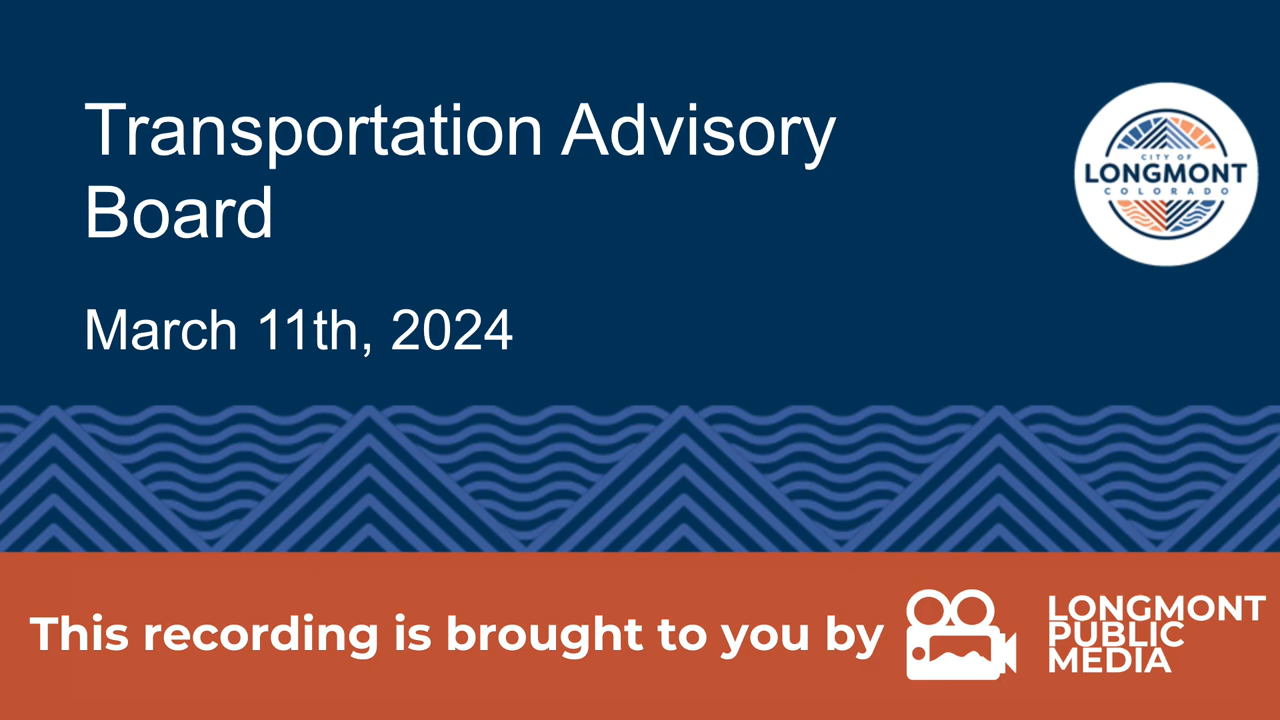 Transportation Advisory
Board
March 11th, 2024
CITY OF
LONGMONT
COLORADO
This recording is brought to you by
LONGMONT
PUBLIC
MEDIA